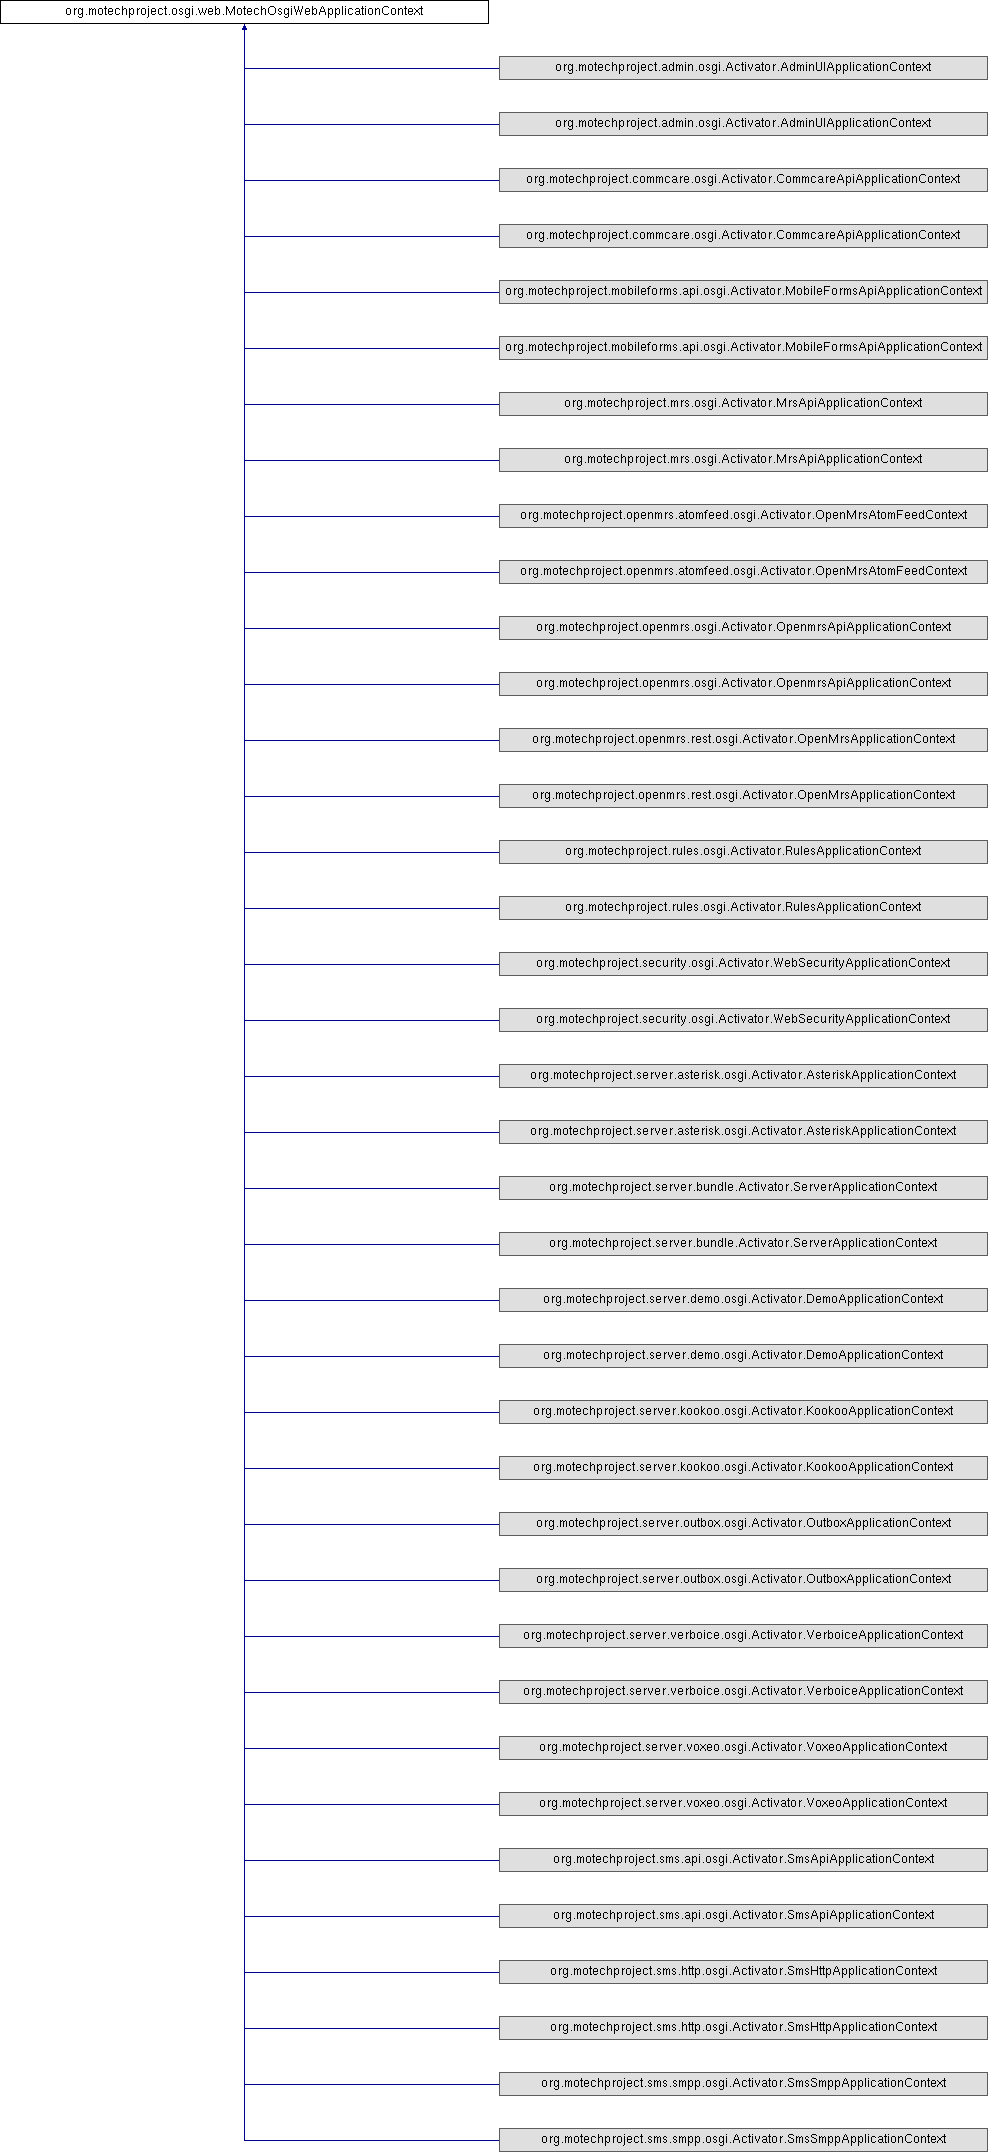 org.motechproject.osgi.web.MotechOsgiWebApplicationContext
org.motechproject.admin.osgi.Activator.AdminUIApplicationContext
org.motechproject.admin.osgi.Activator.AdminUIApplicationContext
org.motechproject.commcare.osgi.Activator.CommcareApiApplicationContext
org.motechproject.commcare.osgi.Activator.CommcareApiApplicationContext
org.motechproject.mobileforms.api.osgi.Activator.MobileFormsApiApplicationContext
org.motechproject.mobileforms.api.osgi.Activator.MobileFormsApiApplicationContext
org.motechproject.mrs.osgi.Activator.MrsApiApplicationContext
org.motechproject.mrs.osgi.Activator.MrsApiApplicationContext
org.motechproject.openmrs.atomfeed.osgi.Activator.OpenMrsAtomFeedContext
org.motechproject.openmrs.atomfeed.osgi.Activator.OpenMrsAtomFeedContext
org.motechproject.openmrs.osgi.Activator.OpenmrsApiApplicationContext
org.motechproject.openmrs.osgi.Activator.OpenmrsApiApplicationContext
org.motechproject.openmrs.rest.osgi.Activator.OpenMrsApplicationContext
org.motechproject.openmrs.rest.osgi.Activator.OpenMrsApplicationContext
org.motechproject.rules.osgi.Activator.RulesApplicationContext
org.motechproject.rules.osgi.Activator.RulesApplicationContext
org.motechproject.security.osgi.Activator.WebSecurityApplicationContext
org.motechproject.security.osgi.Activator.WebSecurityApplicationContext
org.motechproject.server.asterisk.osgi.Activator.AsteriskApplicationContext
org.motechproject.server.asterisk.osgi.Activator.AsteriskApplicationContext
org.motechproject.server.bundle.Activator.ServerApplicationContext
org.motechproject.server.bundle.Activator.ServerApplicationContext
org.motechproject.server.demo.osgi.Activator.DemoApplicationContext
org.motechproject.server.demo.osgi.Activator.DemoApplicationContext
org.motechproject.server.kookoo.osgi.Activator.KookooApplicationContext
org.motechproject.server.kookoo.osgi.Activator.KookooApplicationContext
org.motechproject.server.outbox.osgi.Activator.OutboxApplicationContext
org.motechproject.server.outbox.osgi.Activator.OutboxApplicationContext
org.motechproject.server.verboice.osgi.Activator.VerboiceApplicationContext
org.motechproject.server.verboice.osgi.Activator.VerboiceApplicationContext
org.motechproject.server.voxeo.osgi.Activator.VoxeoApplicationContext
org.motechproject.server.voxeo.osgi.Activator.VoxeoApplicationContext
org.motechproject.sms.api.osgi.Activator.SmsApiApplicationContext
org.motechproject.sms.api.osgi.Activator.SmsApiApplicationContext
org.motechproject.sms.http.osgi.Activator.SmsHttpApplicationContext
org.motechproject.sms.http.osgi.Activator.SmsHttpApplicationContext
org.motechproject.sms.smpp.osgi.Activator.SmsSmppApplicationContext
org.motechproject.sms.smpp.osgi.Activator.SmsSmppApplicationContext